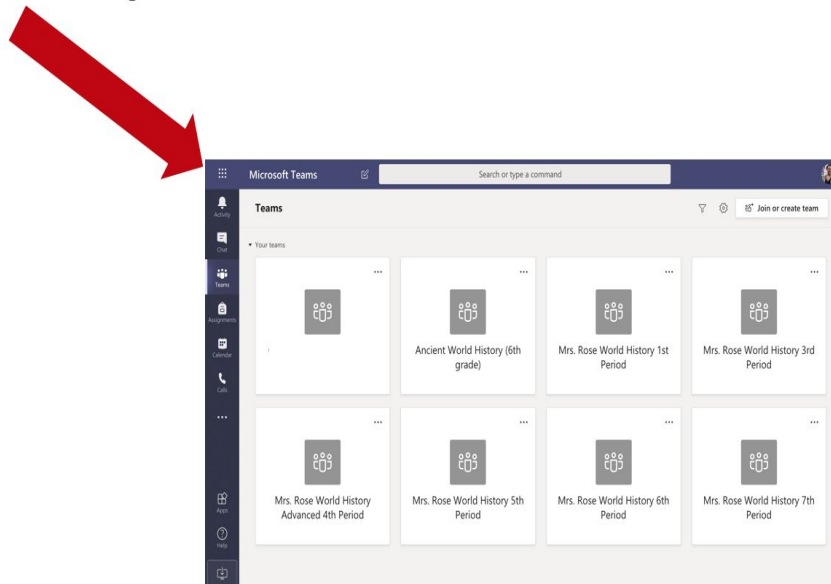 Microsoft Teams
Search or type a command
Activity
Teams
Join or create team
Chat
Your teams
Teams
Assignments
Calendar
Calls
Ancient World History (6th
grade)
Mrs. Rose World History 1st
Period
Mrs. Rose World History 3rd
Period
Mrs. Rose World History
Advanced 4th Period
Mrs. Rose World History 5th
Period
Mrs. Rose World History 6th
Period
Mrs. Rose World History 7th
Period
Apps
Help